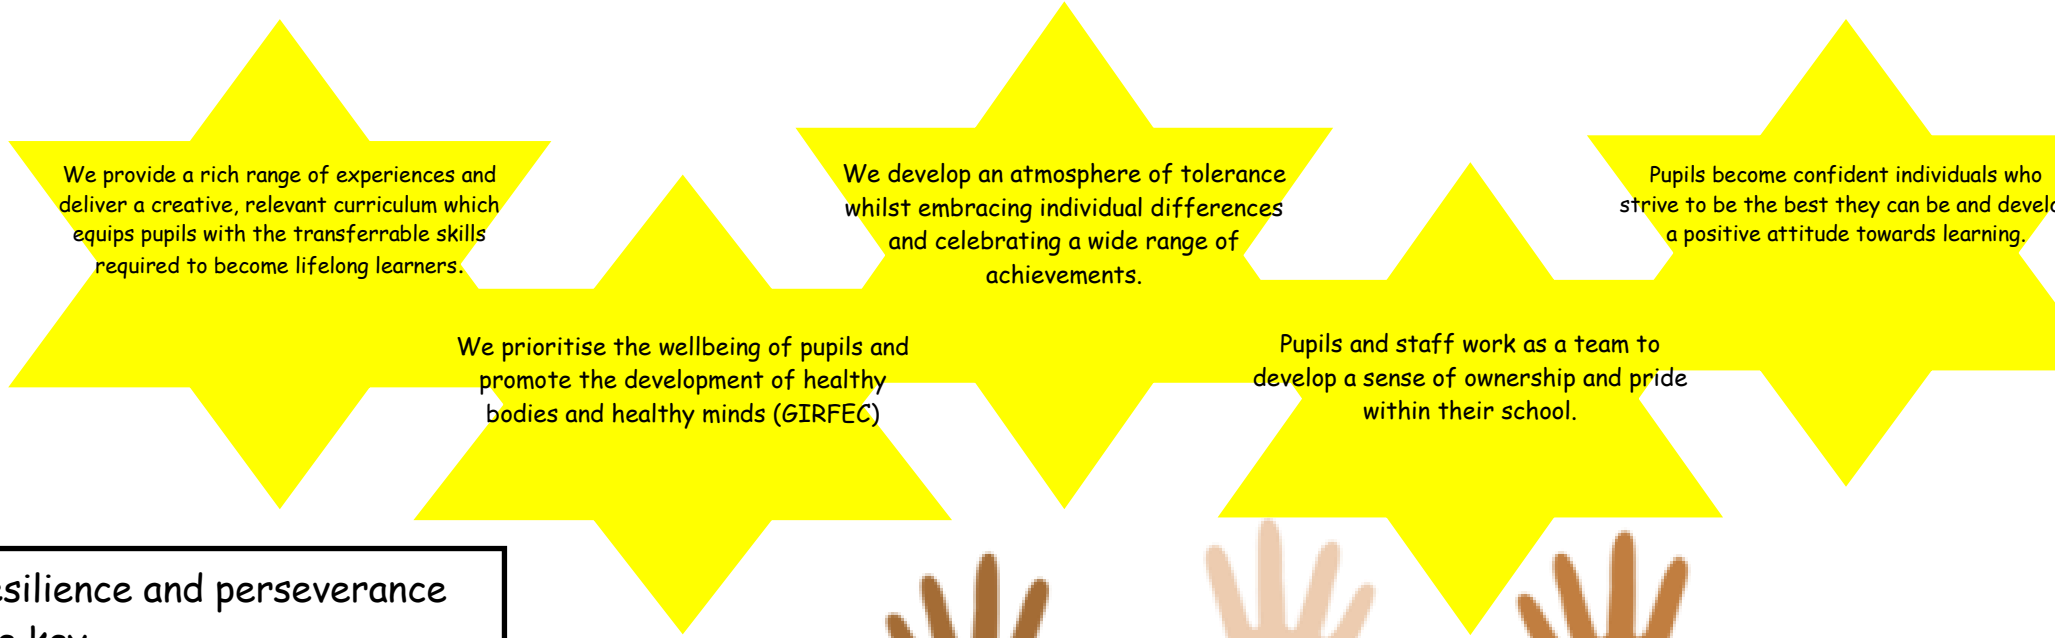 We provide a rich range of experiences and
deliver a creative, relevant curriculum which
equips pupils with the transferrable skills
required to become lifelong learners.
We prioritise the wellbeing of pupils and
promote the development of healthy
bodies and healthy minds (GIRFEC)
We develop an atmosphere of tolerance
whilst embracing individual differences
and celebrating a wide range of
achievements.
Pupils and staff work as a team to
develop a sense of ownership and pride
within their school.
Pupils become confident individuals who
strive to be the best they can be and
a positive attitude towards learning.
and perseverance
key